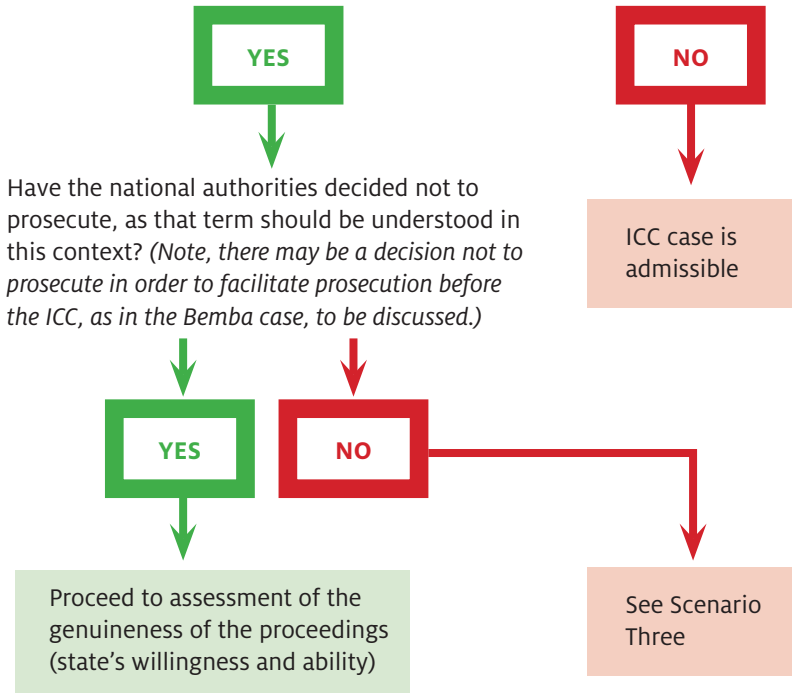 YES
NO
Have the national authorities decided not to
prosecute, as that term should be understood in
this context? (Note, there may be a decision not to
prosecute in order to facilitate prosecution before
the ICC, as in the Bemba case, to be discussed.)
ICC case is
admissible
YES
NO
Proceed to assessment of the
genuineness of the proceedings
(state’s willingness and ability)
See Scenario
Three